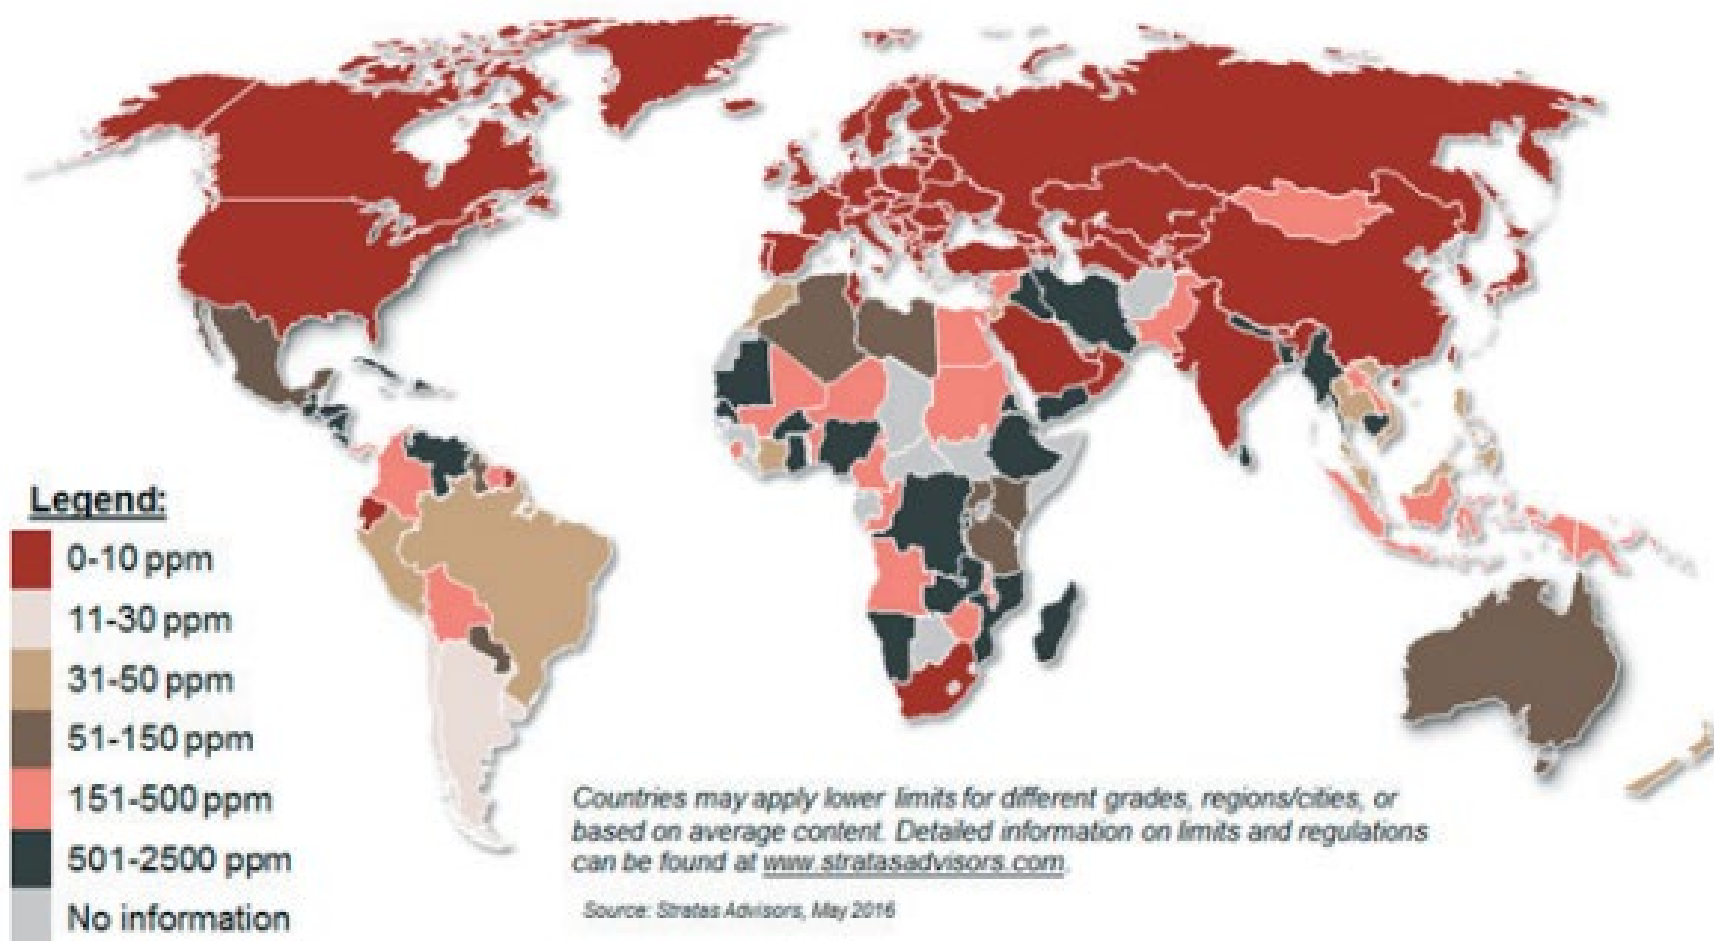 Legend:
0-10 ppm
11-30 ppm
31-50 ppm
51-150 ppm
151-500 ppm
501-2500 ppm
No information
Countries may apply lower limits for different grades, regions/cities, or
based on average content. Detailed information on limits and regulations
can be found at www.stratasadvisors.com.
Source: Stratas Advisors, May 2016